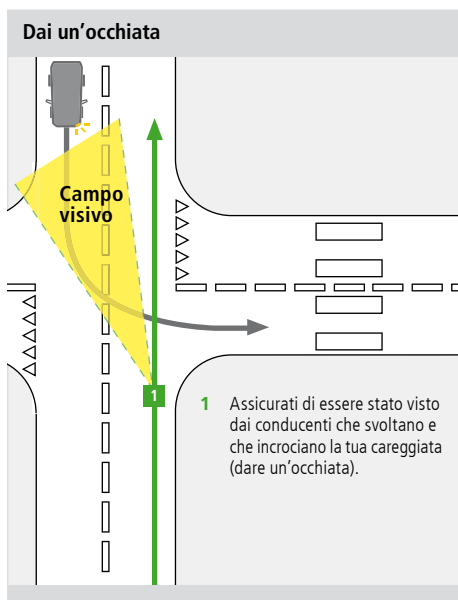 Dai un’occhiata
Campo
visivo
1
1 Assicurati di essere stato visto
dai conducenti che svoltano e
che incrociano la tua careggiata
(dare un’occhiata).